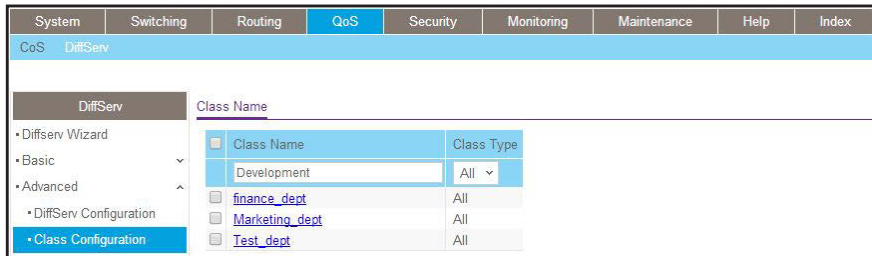 System Switching Routing QoS Security Monitoring Maintenance Help Index
CoS DiffServ
DiffServ
Class Name
Diffserv Wizard
Basic
Advanced
DiffServ Configuration
Class Configuration
Class Name Class Type
Development All
finance_dept All
Marketing_dept All
Test_dept All